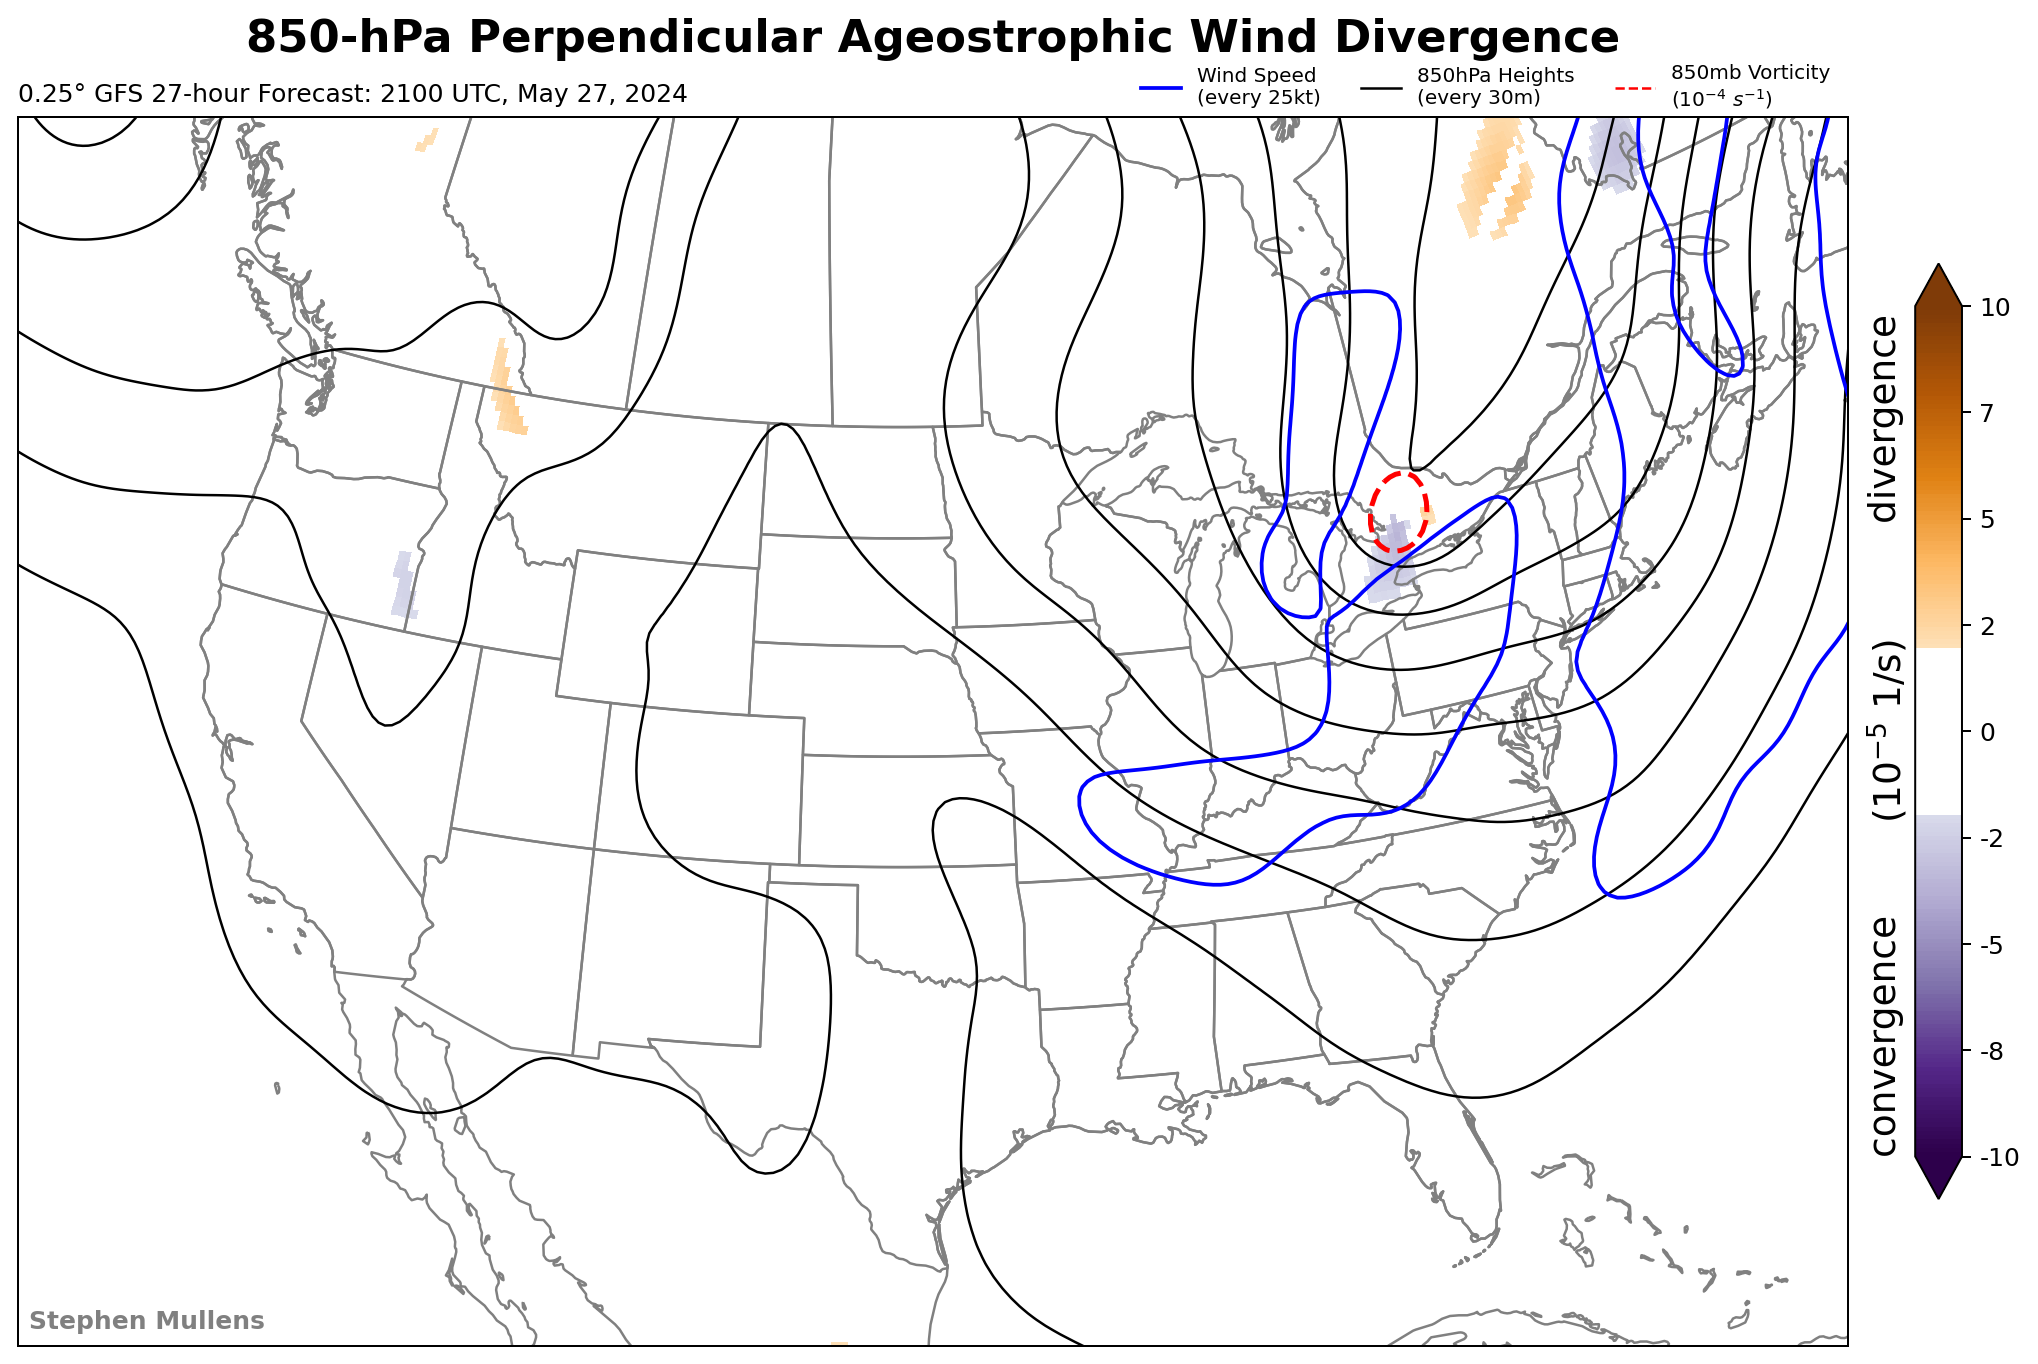 850-hPa Perpendicular Ageostrophic Wind Divergence
0.25° GFS 27-hour Forecast: 2100 UTC, May 27, 2024
Wind Speed
(every 25kt)
850hPa Heights
(every 30m)
850mb Vorticity
(10⁻⁴ s⁻¹)
10
7
5
2
0
-2
-5
-8
-10
convergence (10⁻⁵ 1/s) divergence
Stephen Mullens